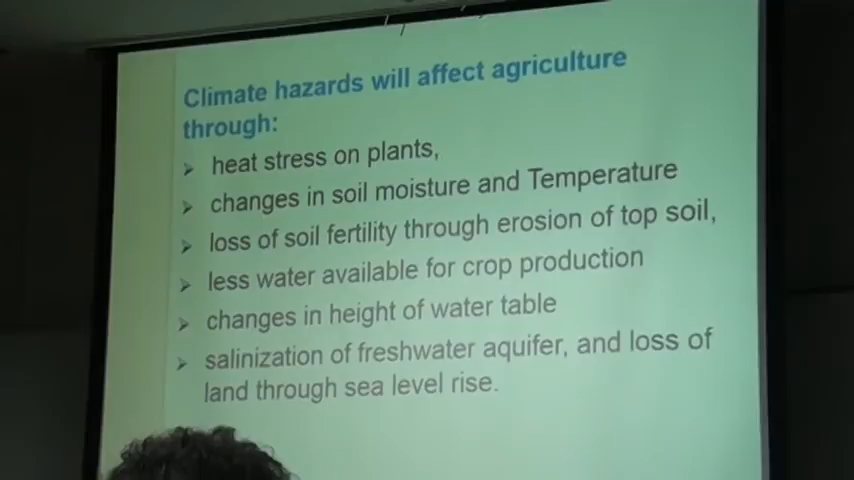 Climate hazards will affect agriculture
through:
➢ heat stress on plants,
➢ changes in soil moisture and Temperature
➢ loss of soil fertility through erosion of top soil,
➢ less water available for crop production
➢ changes in height of water table
➢ salinization of freshwater aquifer, and loss of
land through sea level rise.